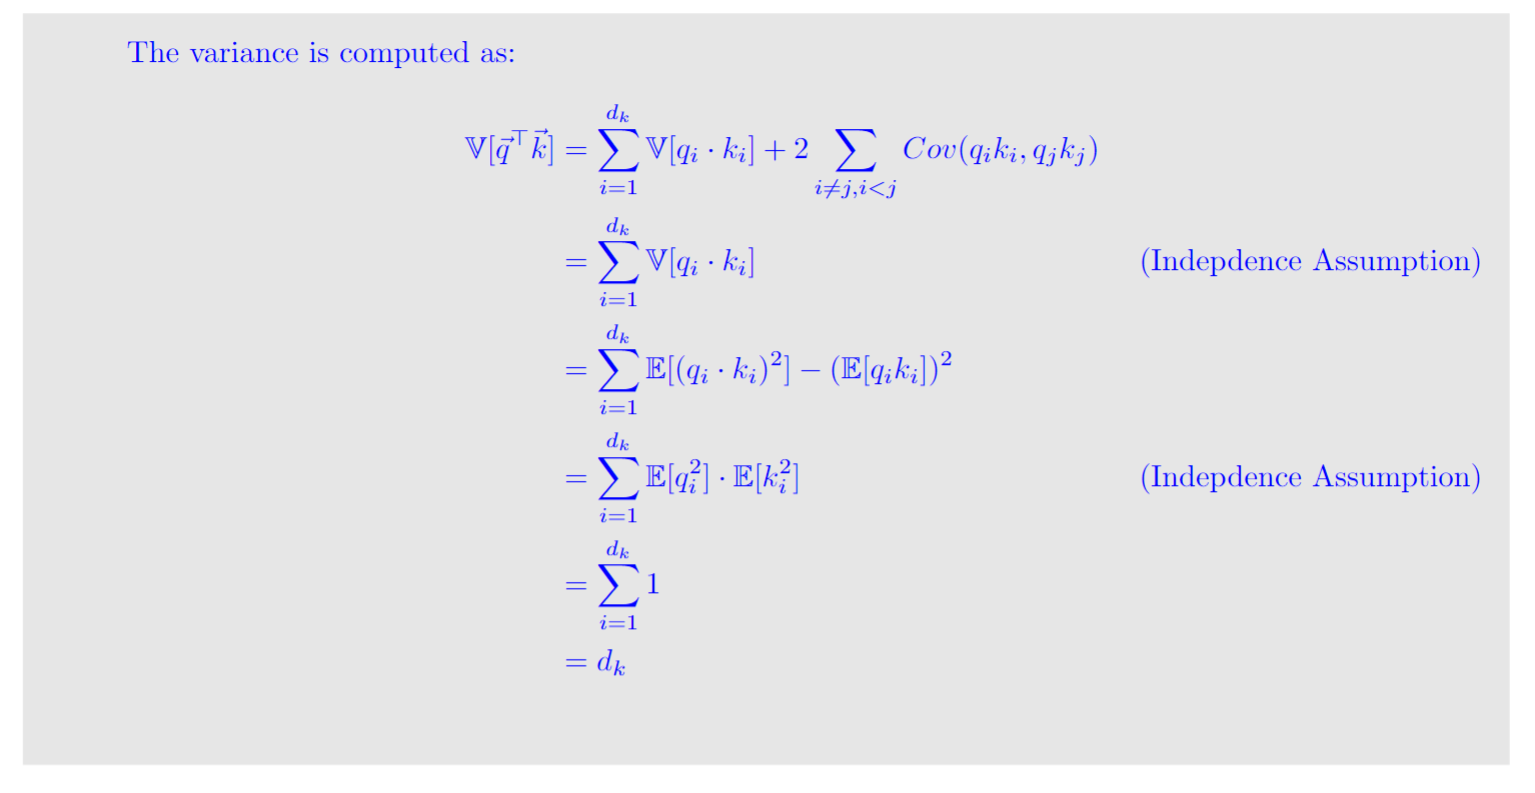 The variance is computed as:
$\mathbb{V}[\vec{q}^\top \vec{k}] = \sum_{i=1}^{d_k} \mathbb{V}[q_i \cdot k_i] + 2 \sum_{i \neq j, i < j} Cov(q_i k_i, q_j k_j)$
$= \sum_{i=1}^{d_k} \mathbb{V}[q_i \cdot k_i]$ (Indepdence Assumption)
$= \sum_{i=1}^{d_k} \mathbb{E}[(q_i \cdot k_i)^2] - (\mathbb{E}[q_i k_i])^2$
$= \sum_{i=1}^{d_k} \mathbb{E}[q_i^2] \cdot \mathbb{E}[k_i^2]$ (Indepdence Assumption)
$= \sum_{i=1}^{d_k} 1$
$= d_k$